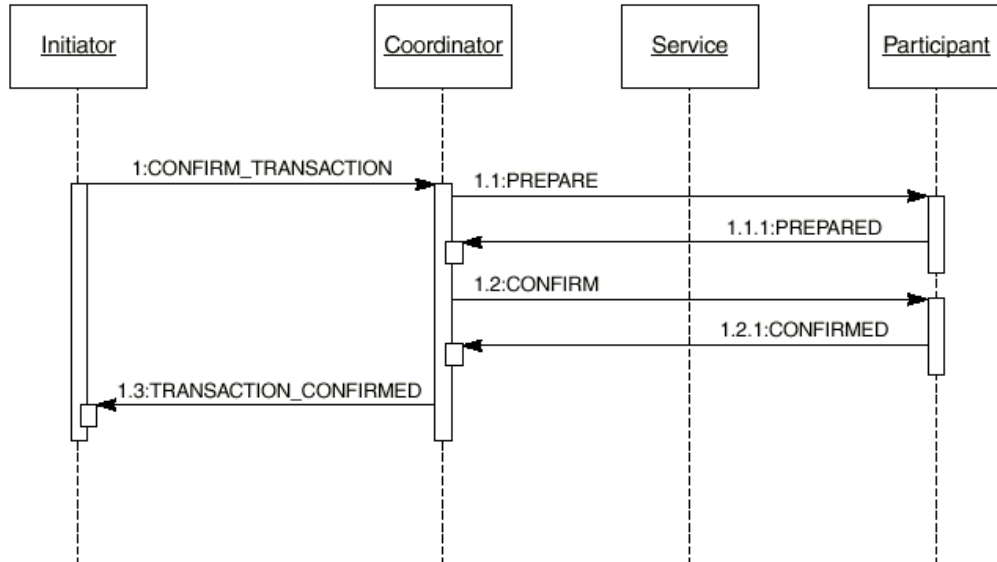 Initiator
Coordinator
Service
Participant
1:CONFIRM_TRANSACTION
1.1:PREPARE
1.1.1:PREPARED
1.2:CONFIRM
1.2.1:CONFIRMED
1.3:TRANSACTION_CONFIRMED